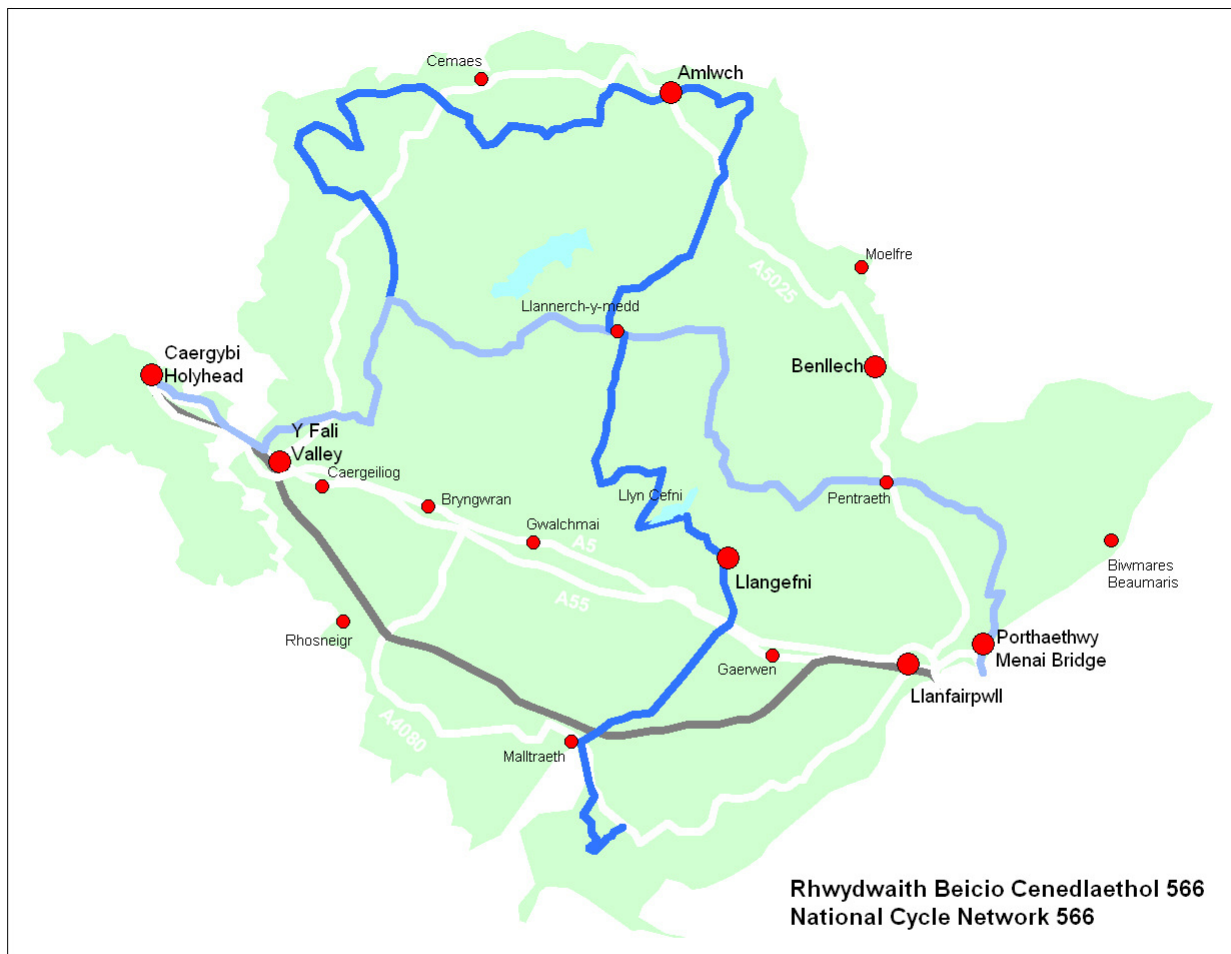 Cemaes
Amlwch
Moelfre
A5025
Llannerch-y-medd
Caergybi
Holyhead
Benllech
Y Fali
Valley
Caergeiliog
Bryngwran
Llyn Cefni
Pentraeth
Gwalchmai
A5
Llangefni
Biwmares
Beaumaris
A55
Rhosneigr
Gaerwen
Porthaethwy
Menai Bridge
Llanfairpwll
A4080
Malltraeth
Rhwydwaith Beicio Cenedlaethol 566
National Cycle Network 566